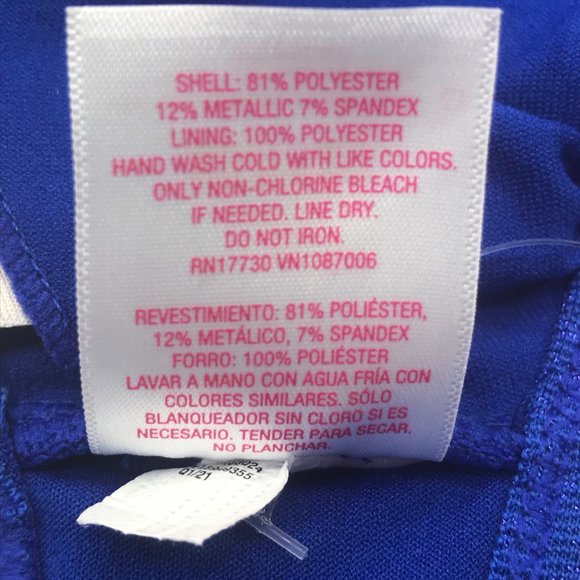 SHELL: 81% POLYESTER
12% METALLIC 7% SPANDEX
LINING: 100% POLYESTER
HAND WASH COLD WITH LIKE COLORS.
ONLY NON-CHLORINE BLEACH
IF NEEDED. LINE DRY.
DO NOT IRON.
RN17730 VN1087006
REVESTIMIENTO: 81% POLIÉSTER,
12% METÁLICO, 7% SPANDEX
FORRO: 100% POLIÉSTER
LAVAR A MANO CON AGUA FRÍA CON
COLORES SIMILARES. SÓLO
BLANQUEADOR SIN CLORO SI ES
NECESARIO. TENDER PARA SECAR.
NO PLANCHAR.
Q1/21